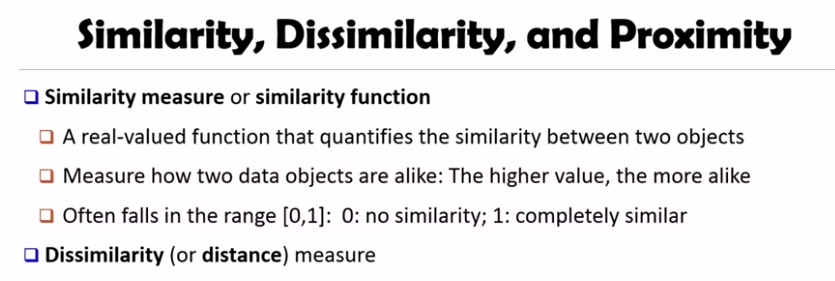 Similarity, Dissimilarity, and Proximity
Similarity measure or similarity function
A real-valued function that quantifies the similarity between two objects
Measure how two data objects are alike: The higher value, the more alike
Often falls in the range [0,1]: 0: no similarity; 1: completely similar
Dissimilarity (or distance) measure